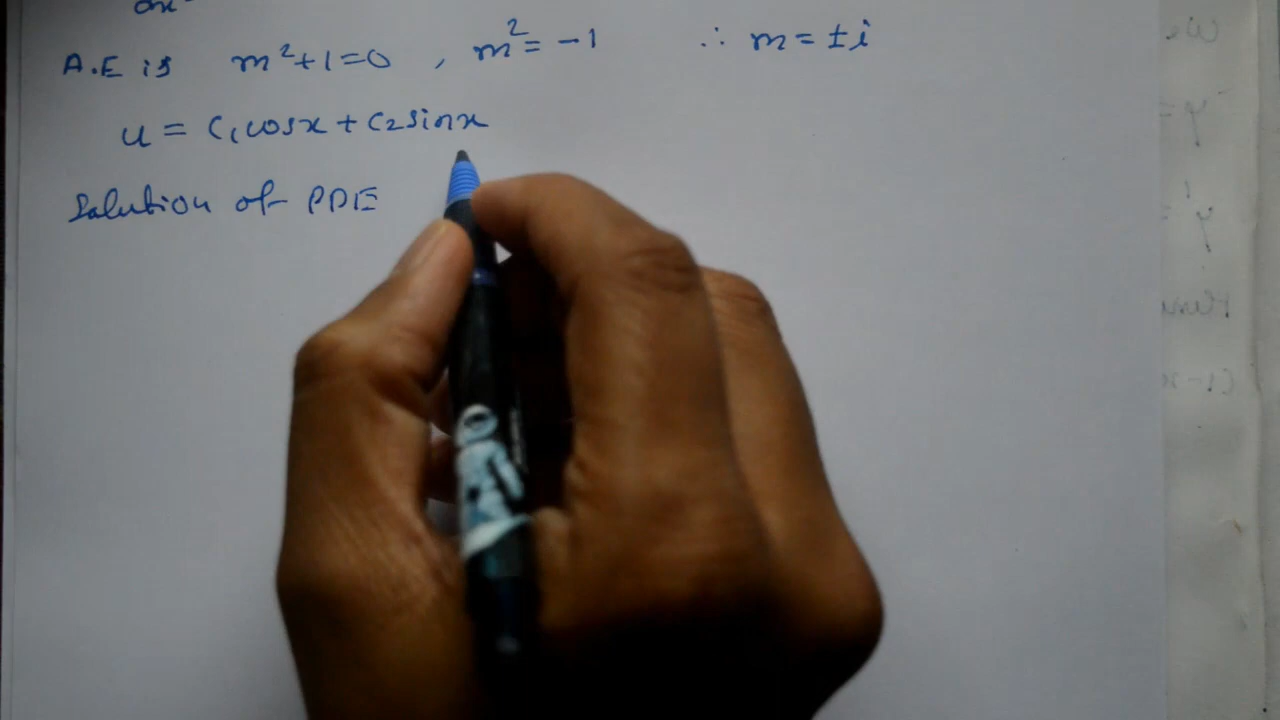 A.E is m²+1=0 , m²=-1 ∴ m=±i
u = C₁cosx + C₂sinx
Solution of PDE